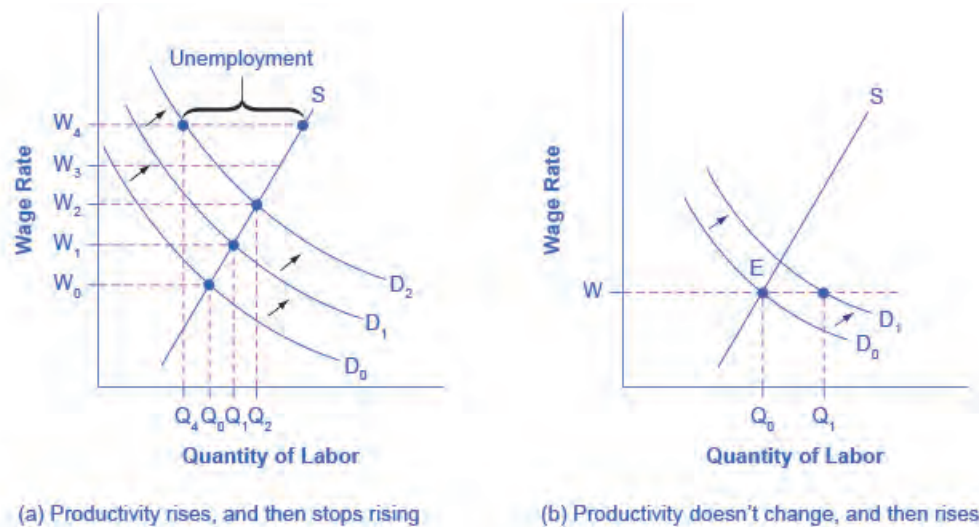 Unemployment
S
W4
W3
W2
W1
W0
Wage Rate
D2
D1
D0
Q4 Q0 Q1 Q2
Quantity of Labor
(a) Productivity rises, and then stops rising
S
E
W
Wage Rate
D1
D0
Q0 Q1
Quantity of Labor
(b) Productivity doesn't change, and then rises